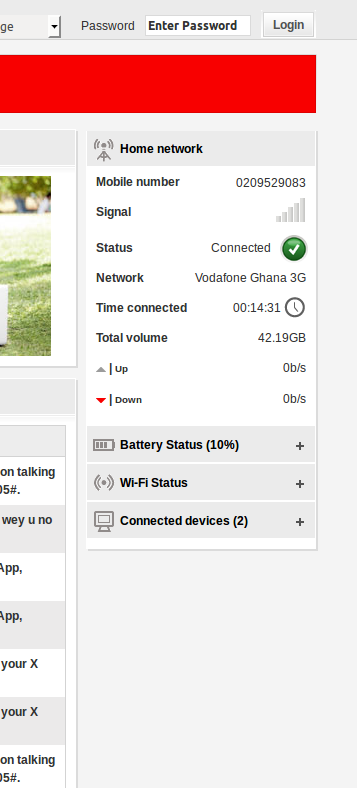 ge
Password
Enter Password
Login
Home network
Mobile number 0209529083
Signal
Status Connected
Network Vodafone Ghana 3G
Time connected 00:14:31
Total volume 42.19GB
| Up 0b/s
| Down 0b/s
Battery Status (10%) +
Wi-Fi Status +
Connected devices (2) +
on talking
05#.
wey u no
App,
App,
your X
your X
on talking
05#.